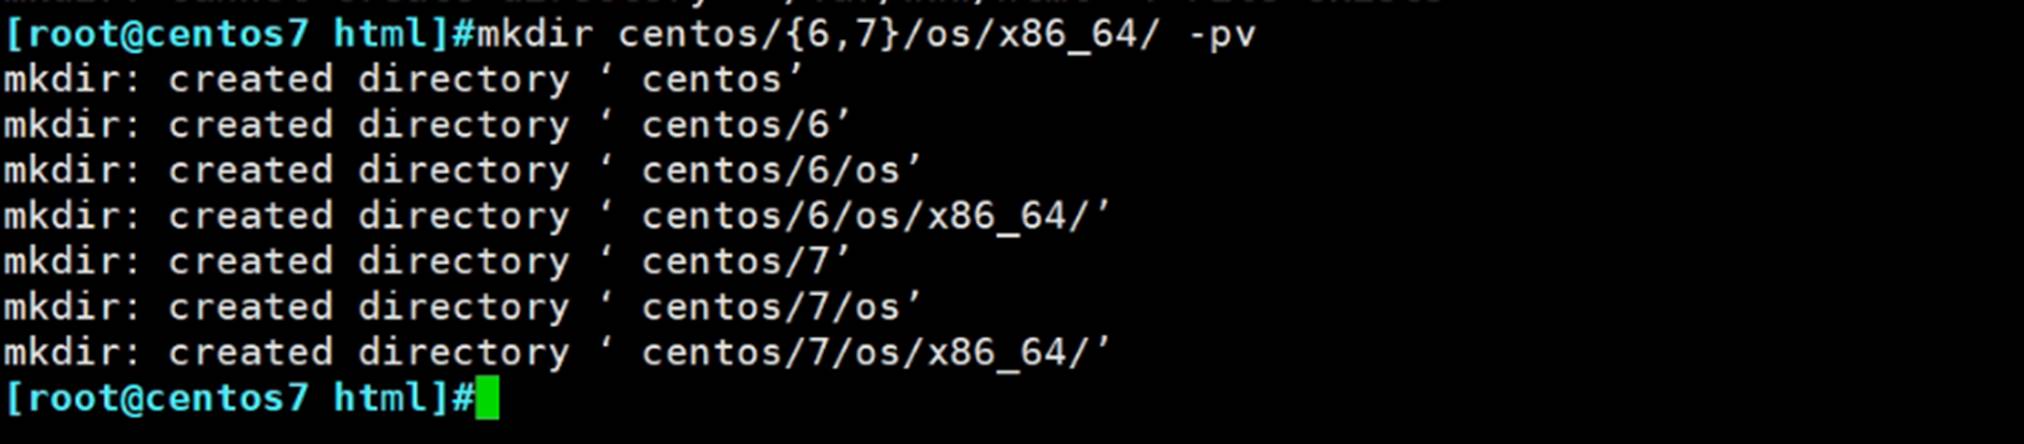 [root@centos7 html]#mkdir centos/{6,7}/os/x86_64/ -pv
mkdir: created directory ‘ centos’
mkdir: created directory ‘ centos/6’
mkdir: created directory ‘ centos/6/os’
mkdir: created directory ‘ centos/6/os/x86_64/’
mkdir: created directory ‘ centos/7’
mkdir: created directory ‘ centos/7/os’
mkdir: created directory ‘ centos/7/os/x86_64/’
[root@centos7 html]#